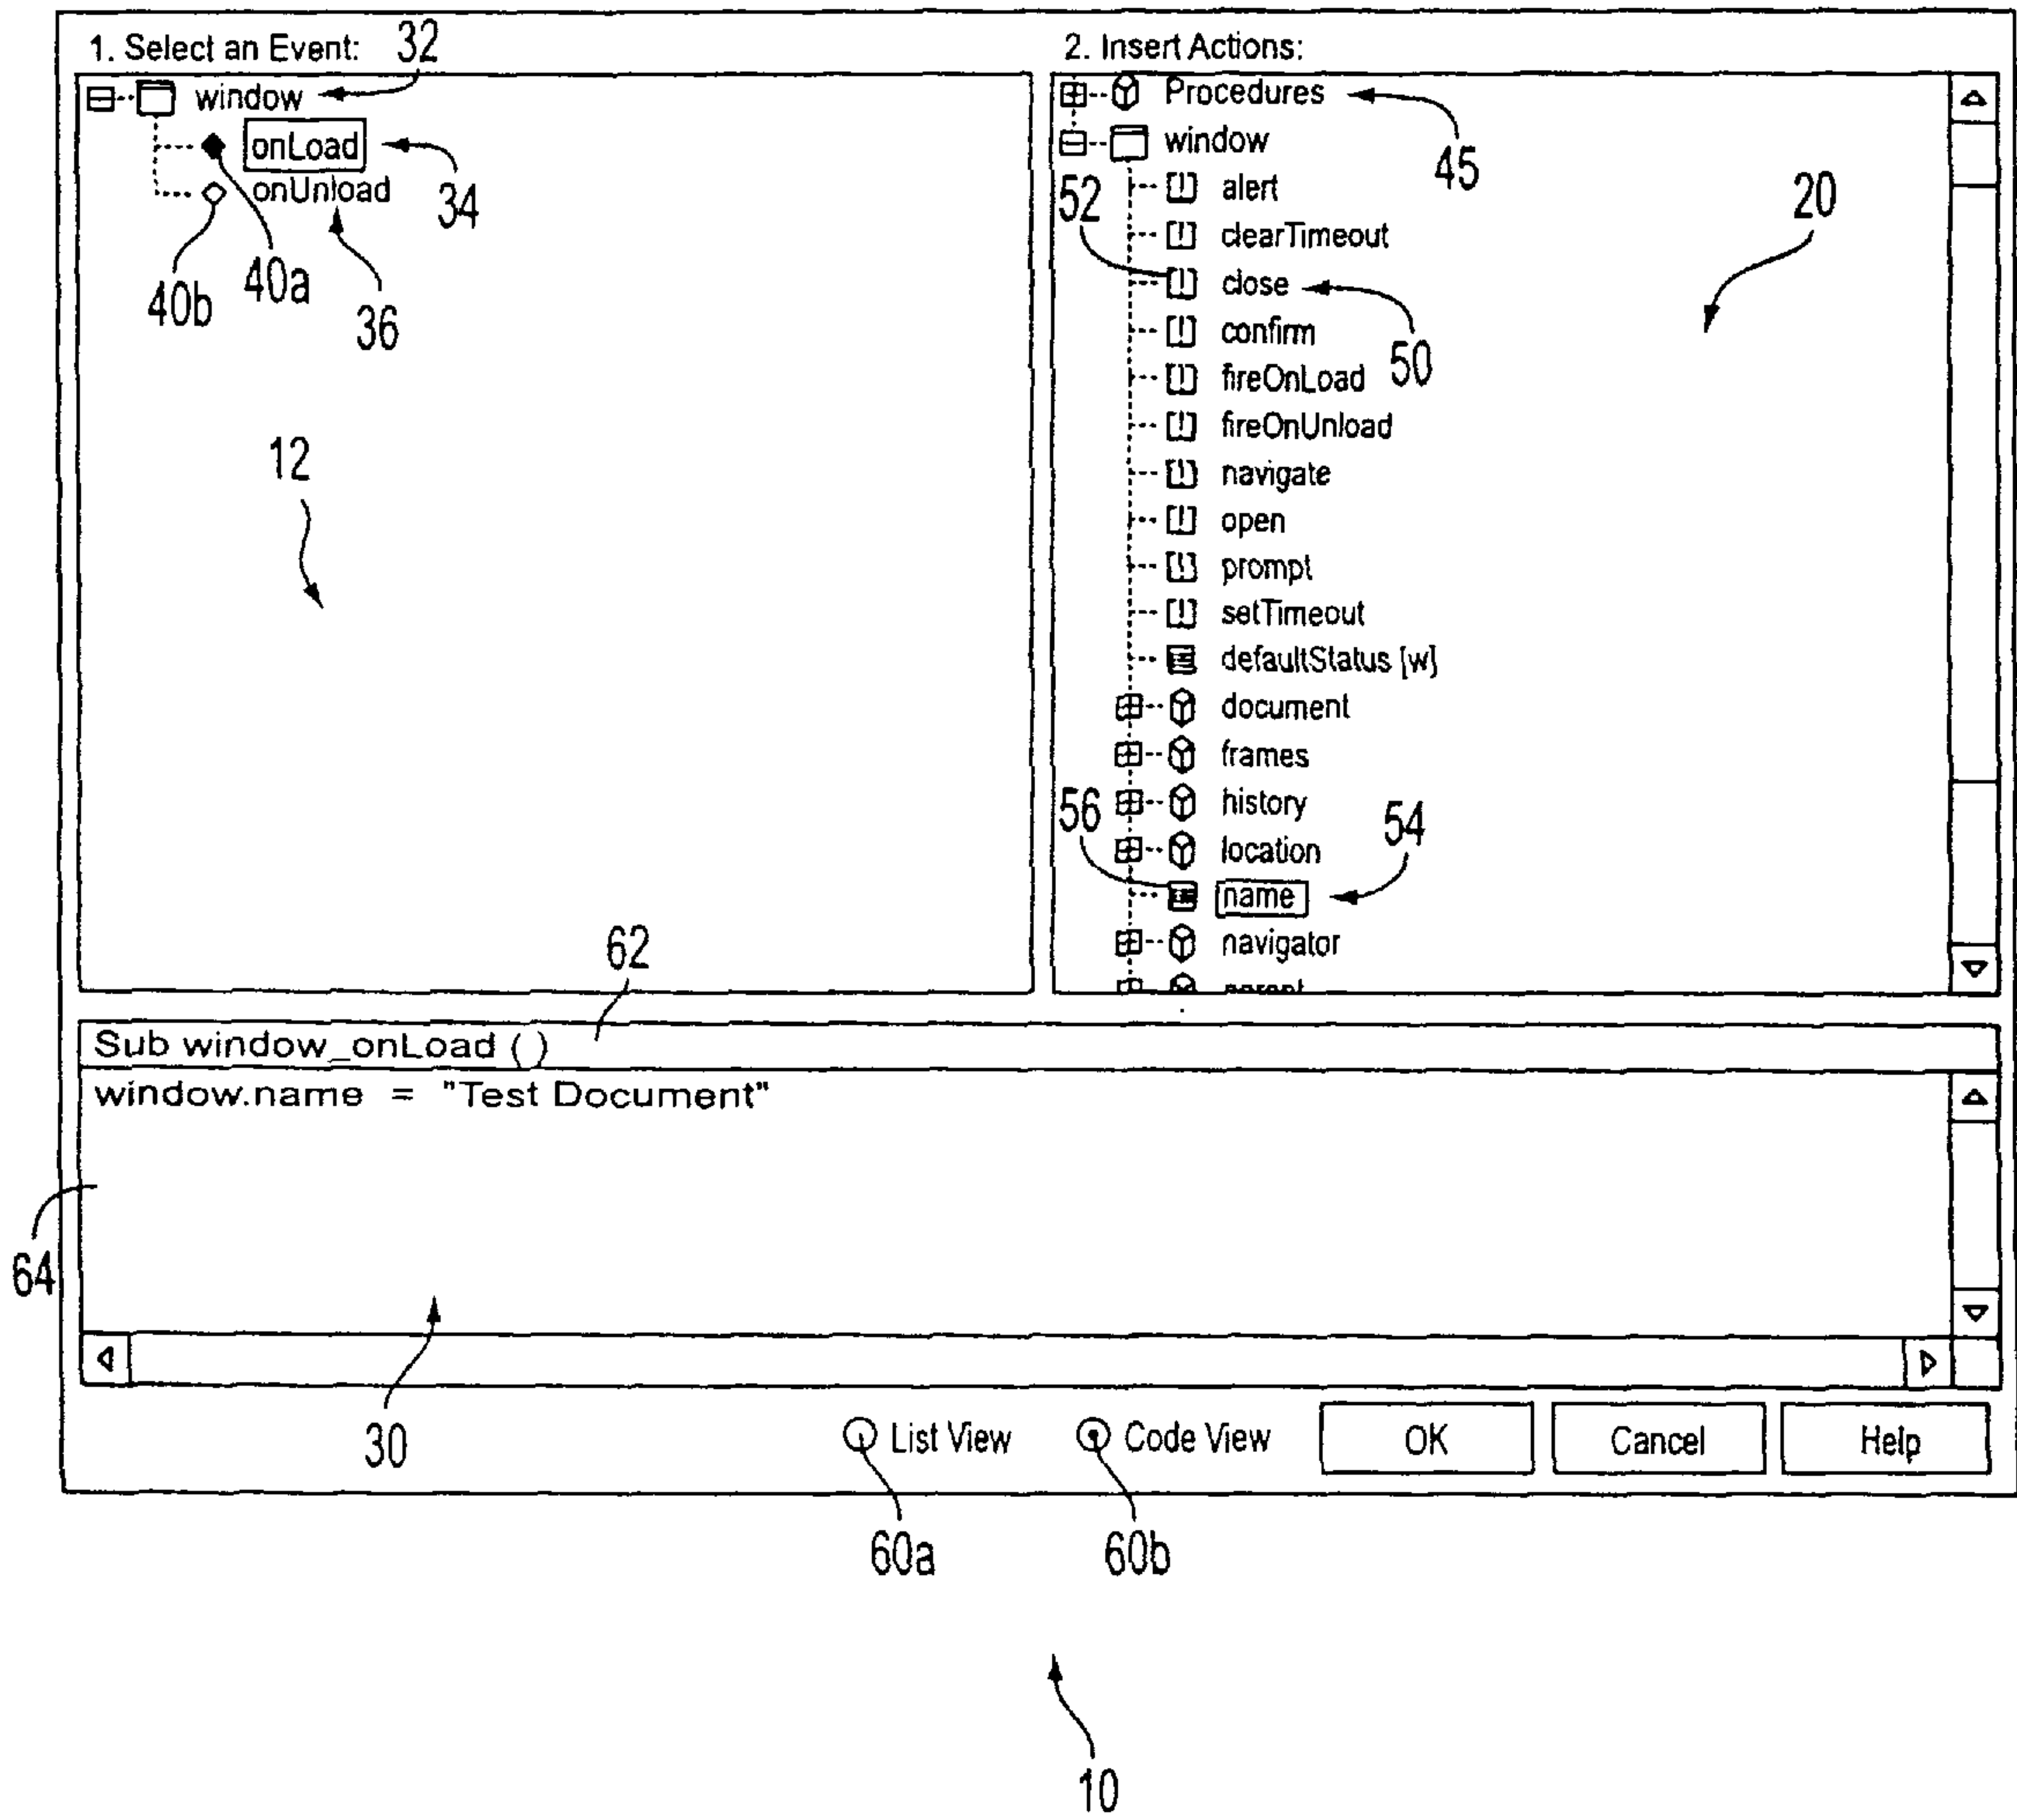 1. Select an Event: 32
window
onLoad
onUnload
34
40b 40a 36
12
2. Insert Actions:
Procedures
window
45
alert
52
20
clearTimeout
close
confirm
50
fireOnLoad
fireOnUnload
navigate
open
prompt
setTimeout
defaultStatus [w]
document
frames
history
56
54
location
name
navigator
parent
62
Sub window_onLoad ( )
window.name = "Test Document"
64
30
List View Code View OK Cancel Help
60a 60b
10